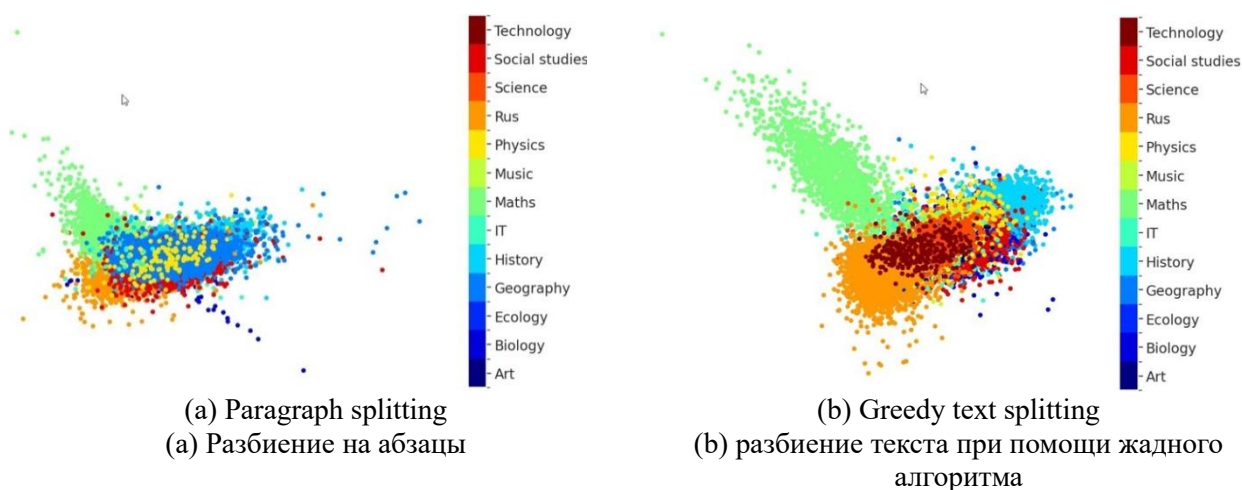 Technology
Social studies
Science
Rus
Physics
Music
Maths
IT
History
Geography
Ecology
Biology
Art
(a) Paragraph splitting
(a) Разбиение на абзацы
Technology
Social studies
Science
Rus
Physics
Music
Maths
IT
History
Geography
Ecology
Biology
Art
(b) Greedy text splitting
(b) разбиение текста при помощи жадного
алгоритма